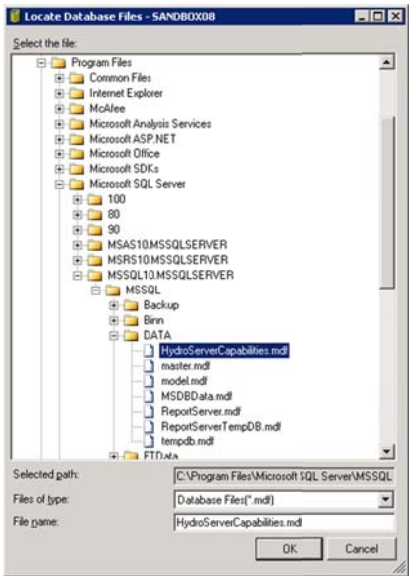 Locate Database Files - SANDBOX08
Select the file:
Program Files
Common Files
Internet Explorer
McAfee
Microsoft Analysis Services
Microsoft ASP.NET
Microsoft Office
Microsoft SDKs
Microsoft SQL Server
100
80
90
MSAS10.MSSQLSERVER
MSRS10.MSSQLSERVER
MSSQL10.MSSQLSERVER
MSSQL
Backup
Binn
DATA
HydroServerCapabilities.mdf
master.mdf
model.mdf
MSDBData.mdf
ReportServer.mdf
ReportServerTempDB.mdf
tempdb.mdf
FTData
Selected path: C:\Program Files\Microsoft SQL Server\MSSQL
Files of type: Database Files(*.mdf)
File name: HydroServerCapabilities.mdf
OK Cancel